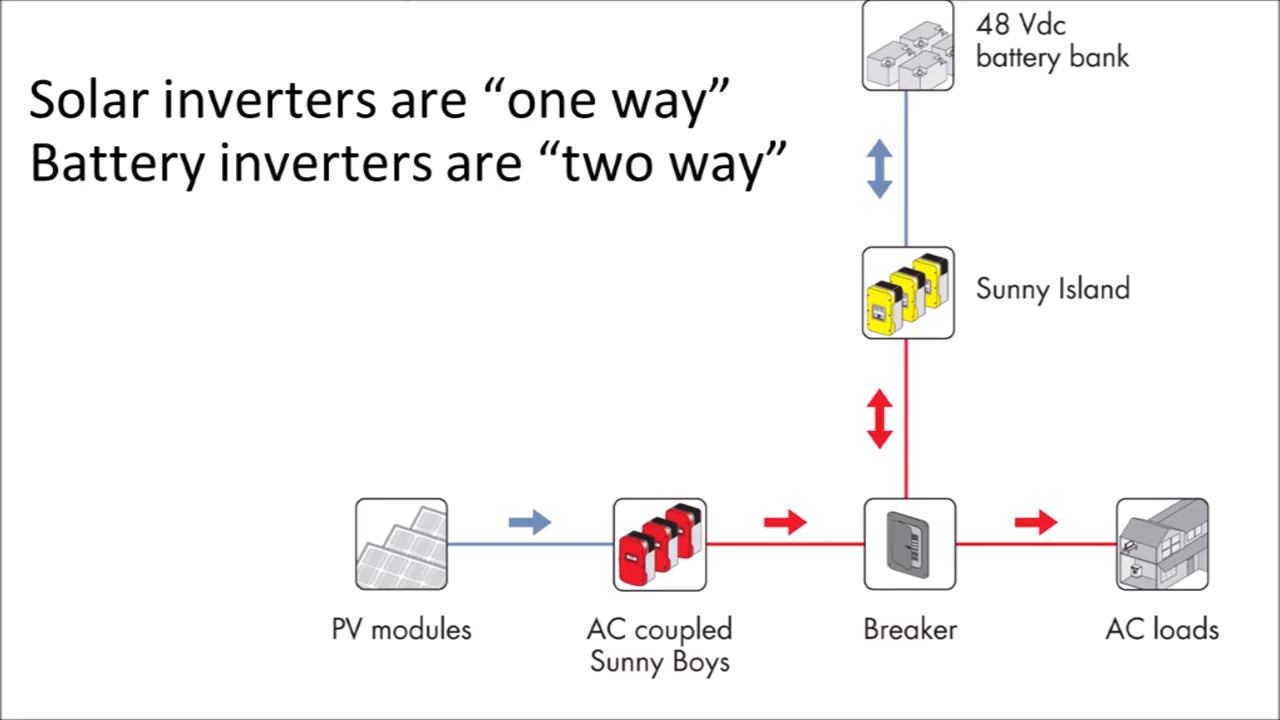 Solar inverters are “one way”
Battery inverters are “two way”
48 Vdc
battery bank
Sunny Island
PV modules
AC coupled
Sunny Boys
Breaker
AC loads